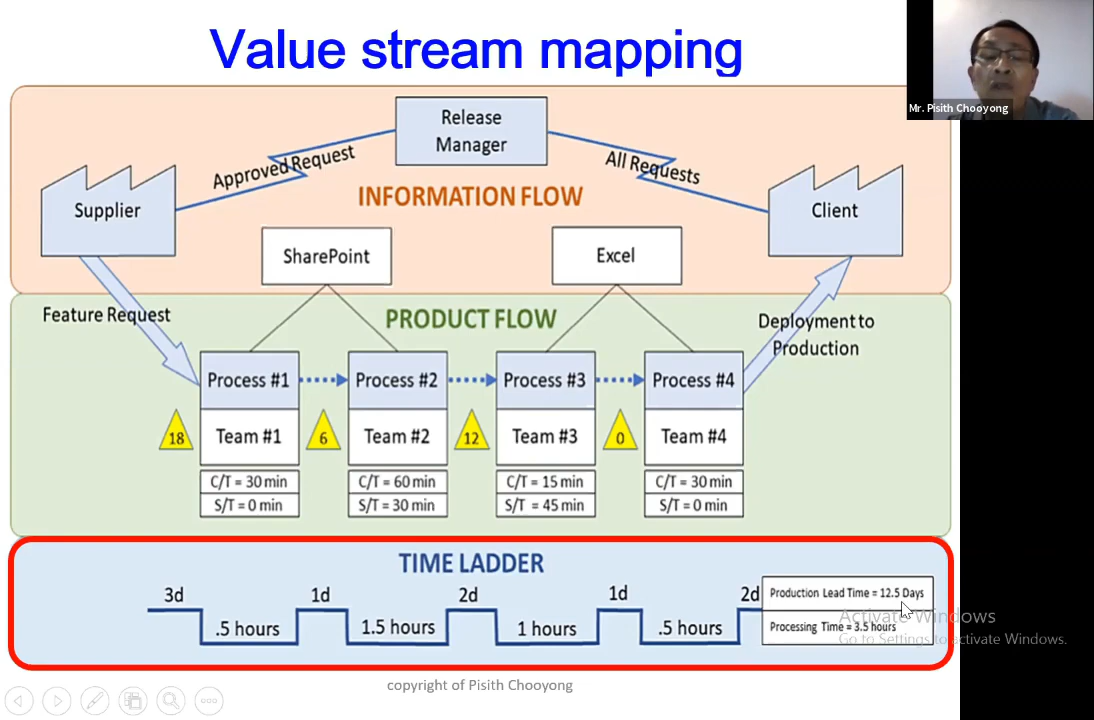 Value stream mapping
Mr. Pisith Chooyong
Release
Manager
Approved Request
All Requests
INFORMATION FLOW
Supplier
Client
SharePoint
Excel
Feature Request
PRODUCT FLOW
Deployment to
Production
Process #1
Process #2
Process #3
Process #4
18
Team #1
6
Team #2
12
Team #3
0
Team #4
C/T = 30 min
C/T = 60 min
C/T = 15 min
C/T = 30 min
S/T = 0 min
S/T = 30 min
S/T = 45 min
S/T = 0 min
TIME LADDER
3d
1d
2d
1d
2d
Production Lead Time = 12.5 Days
.5 hours
1.5 hours
1 hours
.5 hours
Processing Time = 3.5 hours
Activate Windows
Go to Settings to activate Windows.
copyright of Pisith Chooyong